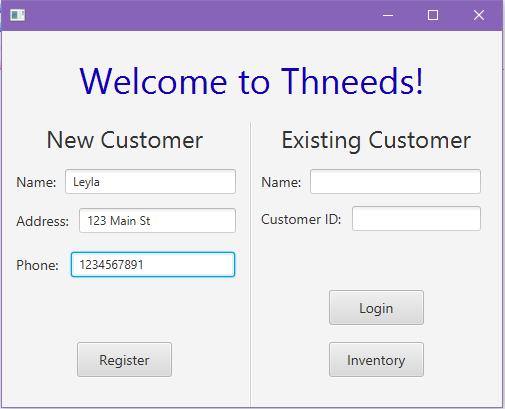 Welcome to Thneeds!
New Customer
Name: Leyla
Address: 123 Main St
Phone: 1234567891
Register
Existing Customer
Name:
Customer ID:
Login
Inventory